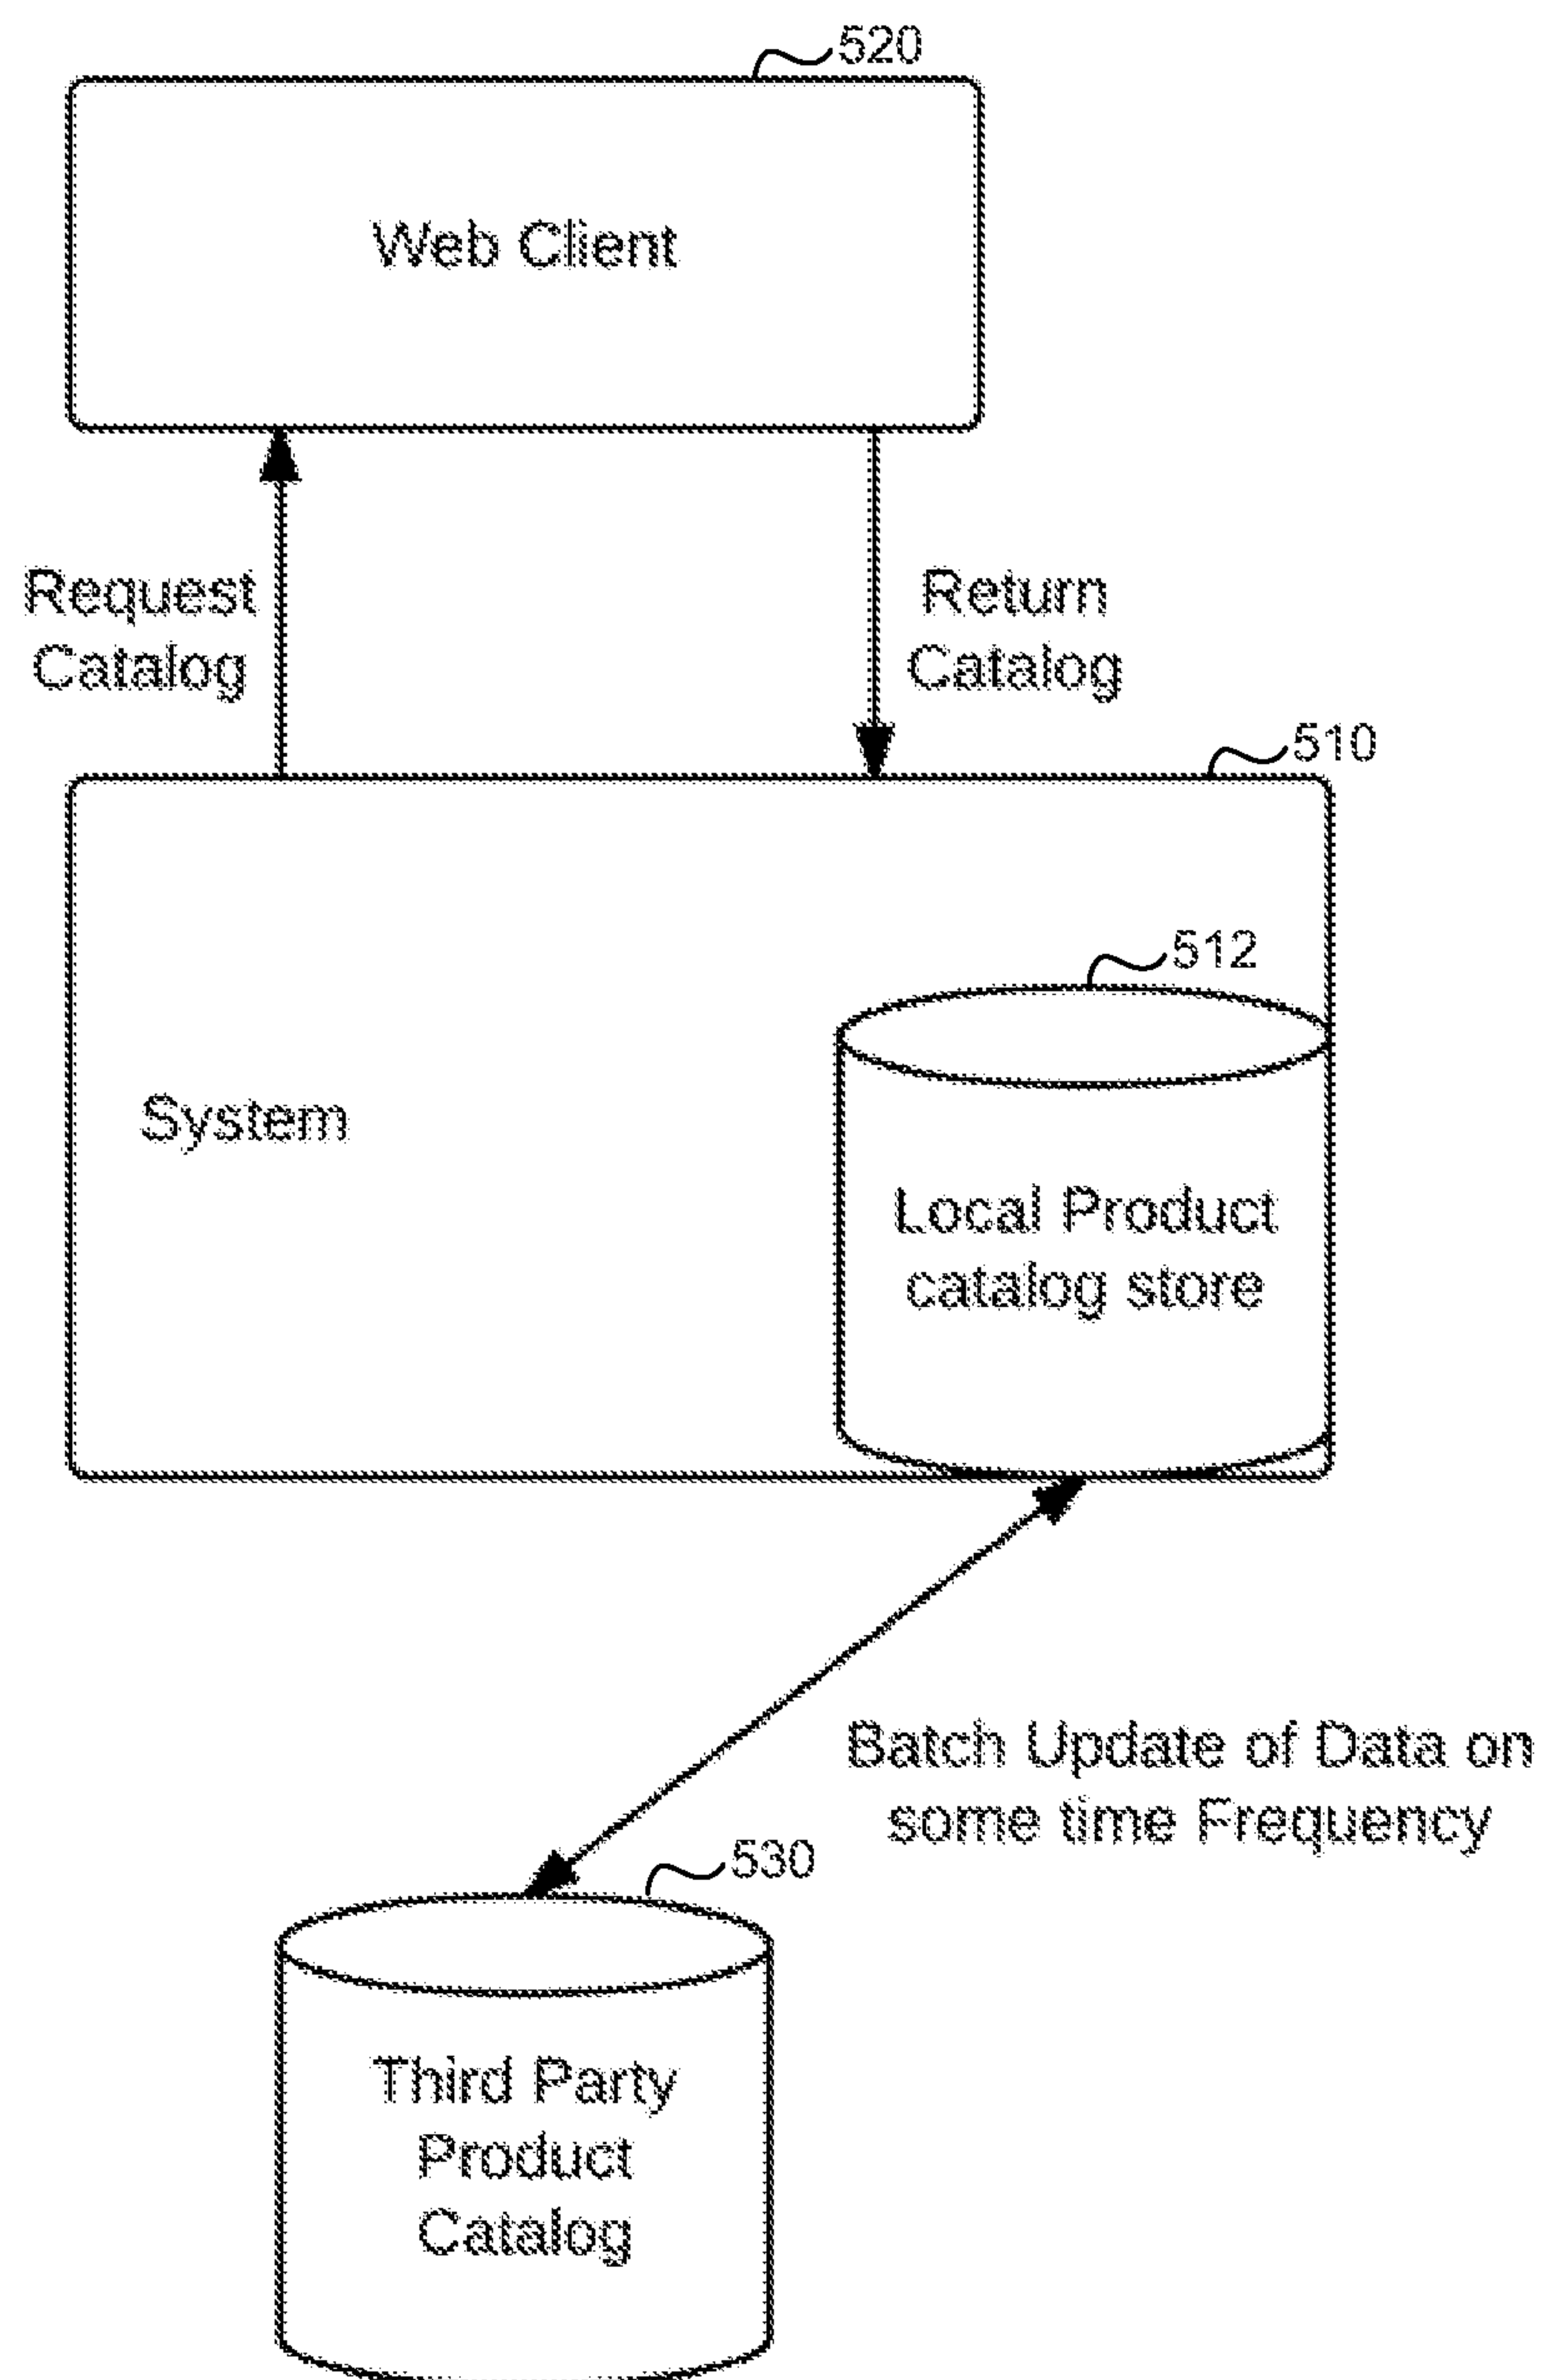 520
Web Client
Request
Catalog
Return
Catalog
510
512
System
Local Product
catalog store
Batch Update of Data on
some time Frequency
530
Third Party
Product
Catalog